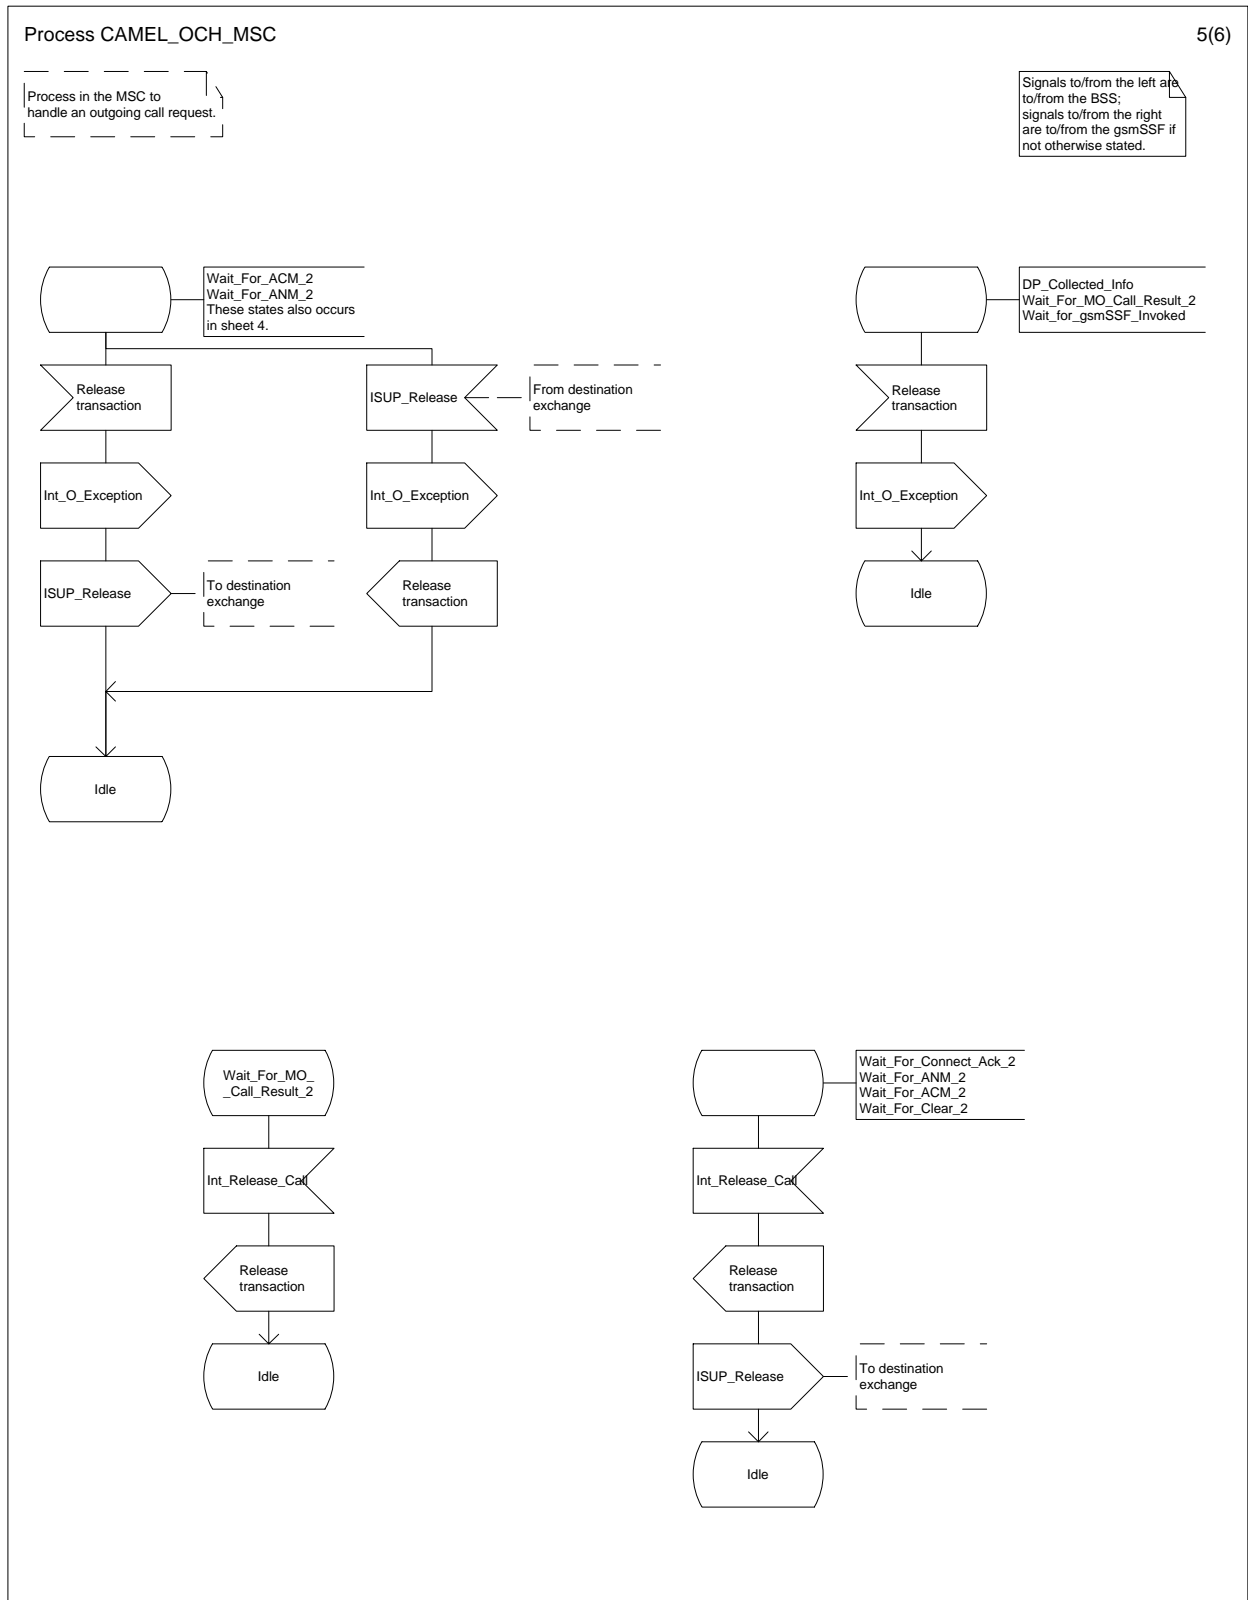 Process CAMEL_OCH_MSC
5(6)
Process in the MSC to
handle an outgoing call request.
Signals to/from the left are
to/from the BSS;
signals to/from the right
are to/from the gsmSSF if
not otherwise stated.
Wait_For_ACM_2
Wait_For_ANM_2
These states also occurs
in sheet 4.
Release
transaction
Int_O_Exception
ISUP_Release
To destination
exchange
ISUP_Release
From destination
exchange
Int_O_Exception
Release
transaction
Idle
DP_Collected_Info
Wait_For_MO_Call_Result_2
Wait_for_gsmSSF_Invoked
Release
transaction
Int_O_Exception
Idle
Wait_For_MO_
_Call_Result_2
Int_Release_Call
Release
transaction
Idle
Wait_For_Connect_Ack_2
Wait_For_ANM_2
Wait_For_ACM_2
Wait_For_Clear_2
Int_Release_Call
Release
transaction
ISUP_Release
To destination
exchange
Idle